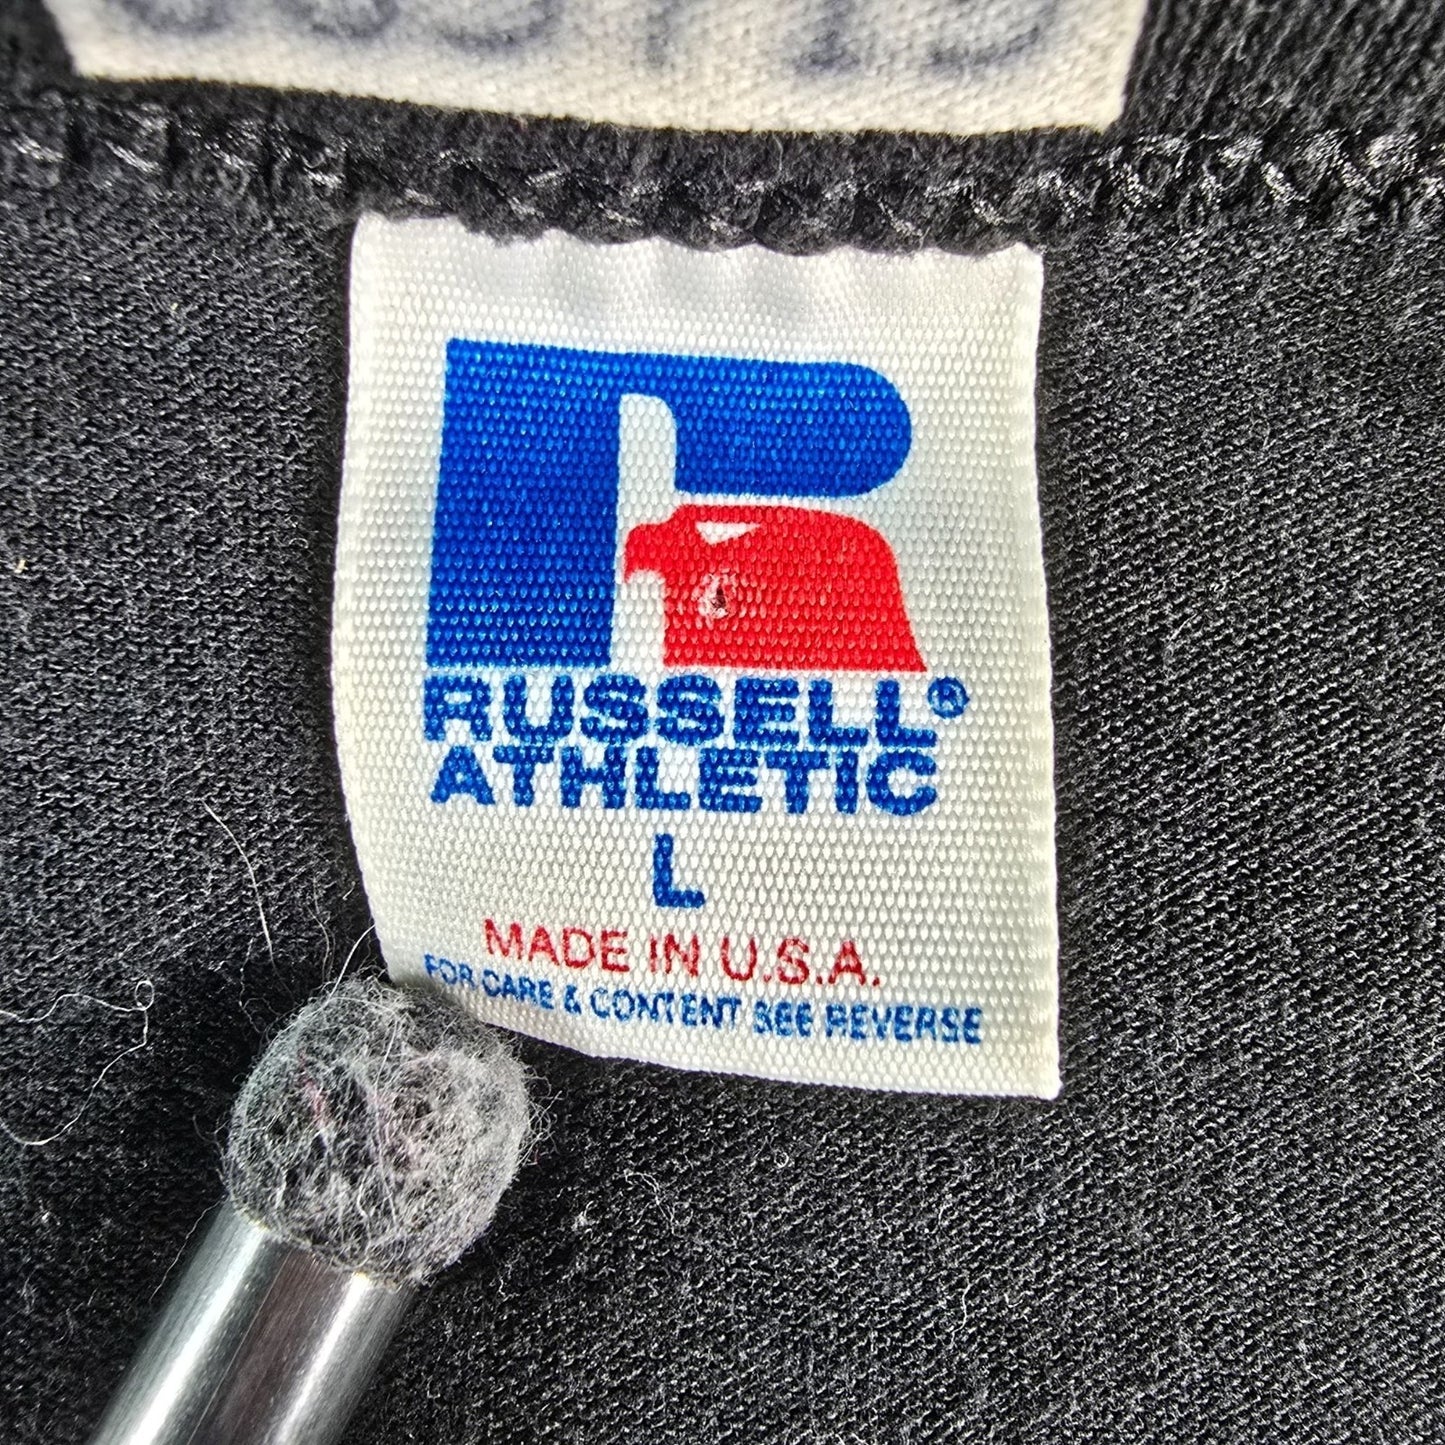 RUSSELL®
ATHLETIC
L
MADE IN U.S.A.
FOR CARE & CONTENT SEE REVERSE